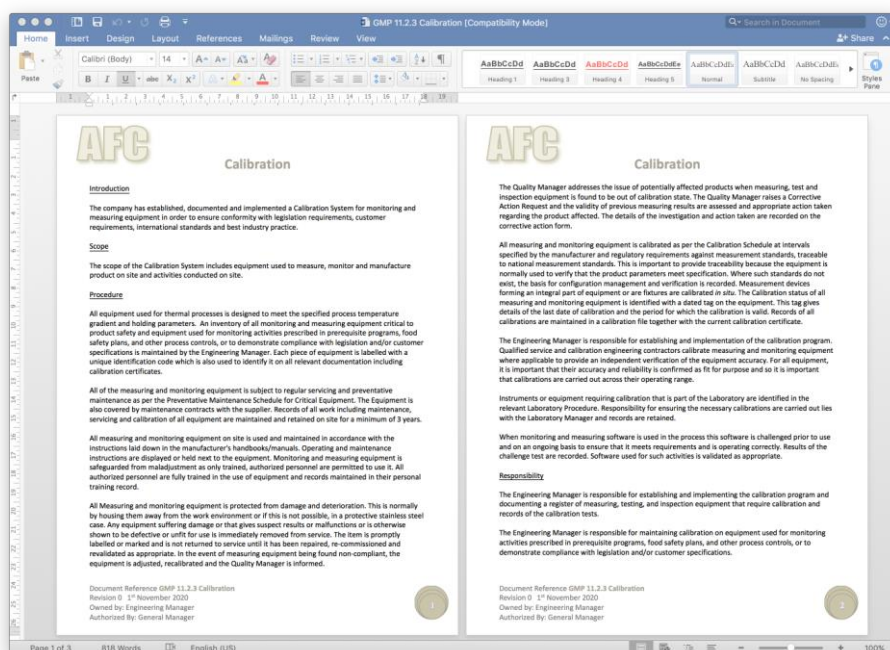 GMP 11.2.3 Calibration [Compatibility Mode]
Search in Document
Home Insert Design Layout References Mailings Review View
Share
Paste
Calibri (Body) 14
AaBbCcDd AaBbCcDd AaBbCcDd AaBbCcDdEe AaBbCcDdEe AaBbCcDd AaBbCcDdEe
Heading 1 Heading 3 Heading 4 Heading 5 Normal Subtitle No Spacing
Styles
Pane
AFC
Calibration
Introduction
The company has established, documented and implemented a Calibration System for monitoring and
measuring equipment in order to ensure conformity with legislation requirements, customer
requirements, international standards and best industry practice.
Scope
The scope of the Calibration System includes equipment used to measure, monitor and manufacture
product on site and activities conducted on site.
Procedure
All equipment used for thermal processes is designed to meet the specified process temperature
gradient and holding parameters. An inventory of all monitoring and measuring equipment critical to
product safety and equipment used for monitoring activities prescribed in prerequisite programs, food
safety plans, and other process controls, or to demonstrate compliance with legislation and/or customer
specifications is maintained by the Engineering Manager. Each piece of equipment is labelled with a
unique identification code which is also used to identify it on all relevant documentation including
calibration certificates.
All of the measuring and monitoring equipment is subject to regular servicing and preventative
maintenance as per the Preventative Maintenance Schedule for Critical Equipment. The Equipment is
also covered by maintenance contracts with the supplier. Records of all work including maintenance,
servicing and calibration of all equipment are maintained and retained on site for a minimum of 3 years.
All measuring and monitoring equipment on site is used and maintained in accordance with the
instructions laid down in the manufacturer's handbooks/manuals. Operating and maintenance
instructions are displayed or held next to the equipment. Monitoring and measuring equipment is
safeguarded from maladjustment as only trained, authorized personnel are permitted to use it. All
authorized personnel are fully trained in the use of equipment and records maintained in their personal
training record.
All Measuring and monitoring equipment is protected from damage and deterioration. This is normally
by housing them away from the work environment or if this is not possible, in a protective stainless steel
case. Any equipment suffering damage or that gives suspect results or malfunctions or is otherwise
shown to be defective or unfit for use is immediately removed from service. The item is promptly
labelled or marked and is not returned to service until it has been repaired, re-commissioned and
revalidated as appropriate. In the event of measuring equipment being found non-compliant, the
equipment is adjusted, recalibrated and the Quality Manager is informed.
Document Reference GMP 11.2.3 Calibration
Revision 0 1st November 2020
Owned by: Engineering Manager
Authorized By: General Manager
1
AFC
Calibration
The Quality Manager addresses the issue of potentially affected products when measuring, test and
inspection equipment is found to be out of calibration state. The Quality Manager raises a Corrective
Action Request and the validity of previous measuring results are assessed and appropriate action taken
regarding the product affected. The details of the investigation and action taken are recorded on the
corrective action form.
All measuring and monitoring equipment is calibrated as per the Calibration Schedule at intervals
specified by the manufacturer and regulatory requirements against measurement standards, traceable
to national measurement standards. This is important to provide traceability because the equipment is
normally used to verify that the product parameters meet specification. Where such standards do not
exist, the basis for configuration management and verification is recorded. Measurement devices
forming an integral part of equipment or are fixtures are calibrated in situ. The Calibration status of all
measuring and monitoring equipment is identified with a dated tag on the equipment. This tag gives
details of the last date of calibration and the period for which the calibration is valid. Records of all
calibrations are maintained in a calibration file together with the current calibration certificate.
The Engineering Manager is responsible for establishing and implementation of the calibration program.
Qualified service and calibration engineering contractors calibrate measuring and monitoring equipment
where applicable to provide an independent verification of the equipment accuracy. For all equipment,
it is important that their accuracy and reliability is confirmed as fit for purpose and so it is important
that calibrations are carried out across their operating range.
Instruments or equipment requiring calibration that is part of the Laboratory are identified in the
relevant Laboratory Procedure. Responsibility for ensuring the necessary calibrations are carried out lies
with the Laboratory Manager and records are retained.
When monitoring and measuring software is used in the process this software is challenged prior to use
and on an ongoing basis to ensure that it meets requirements and is operating correctly. Results of the
challenge test are recorded. Software used for such activities is validated as appropriate.
Responsibility
The Engineering Manager is responsible for establishing and implementing the calibration program and
documenting a register of measuring, testing, and inspection equipment that require calibration and
records of the calibration tests.
The Engineering Manager is responsible for maintaining calibration on equipment used for monitoring
activities prescribed in prerequisite programs, food safety plans, and other process controls, or to
demonstrate compliance with legislation and/or customer specifications.
Document Reference GMP 11.2.3 Calibration
Revision 0 1st November 2020
Owned by: Engineering Manager
Authorized By: General Manager
2
Page 1 of 3 818 Words English (US) 100%